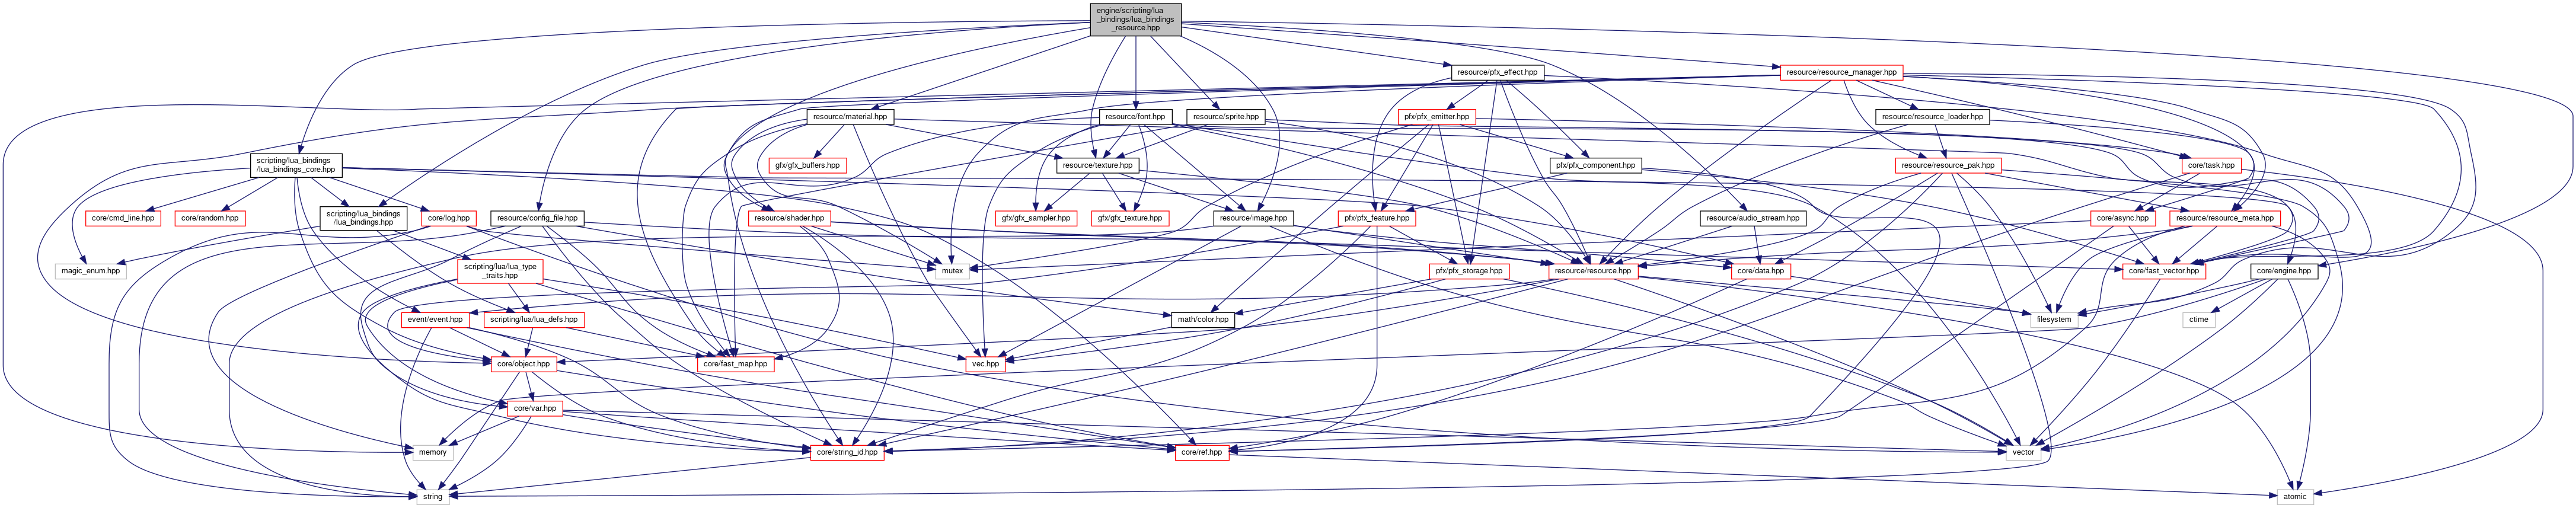 engine/scripting/lua
_bindings/lua_bindings
_resource.hpp
resource/pfx_effect.hpp
resource/resource_manager.hpp
resource/material.hpp
resource/font.hpp
resource/sprite.hpp
pfx/pfx_emitter.hpp
resource/resource_loader.hpp
scripting/lua_bindings
/lua_bindings_core.hpp
gfx/gfx_buffers.hpp
resource/texture.hpp
pfx/pfx_component.hpp
core/task.hpp
resource/resource_pak.hpp
core/cmd_line.hpp
core/random.hpp
scripting/lua_bindings
/lua_bindings.hpp
core/log.hpp
resource/config_file.hpp
resource/shader.hpp
gfx/gfx_sampler.hpp
gfx/gfx_texture.hpp
resource/image.hpp
pfx/pfx_feature.hpp
resource/audio_stream.hpp
core/async.hpp
resource/resource_meta.hpp
magic_enum.hpp
scripting/lua/lua_type
_traits.hpp
mutex
pfx/pfx_storage.hpp
resource/resource.hpp
core/data.hpp
core/fast_vector.hpp
core/engine.hpp
event/event.hpp
scripting/lua/lua_defs.hpp
math/color.hpp
filesystem
ctime
core/object.hpp
core/fast_map.hpp
vec.hpp
core/var.hpp
memory
core/string_id.hpp
core/ref.hpp
vector
string
atomic